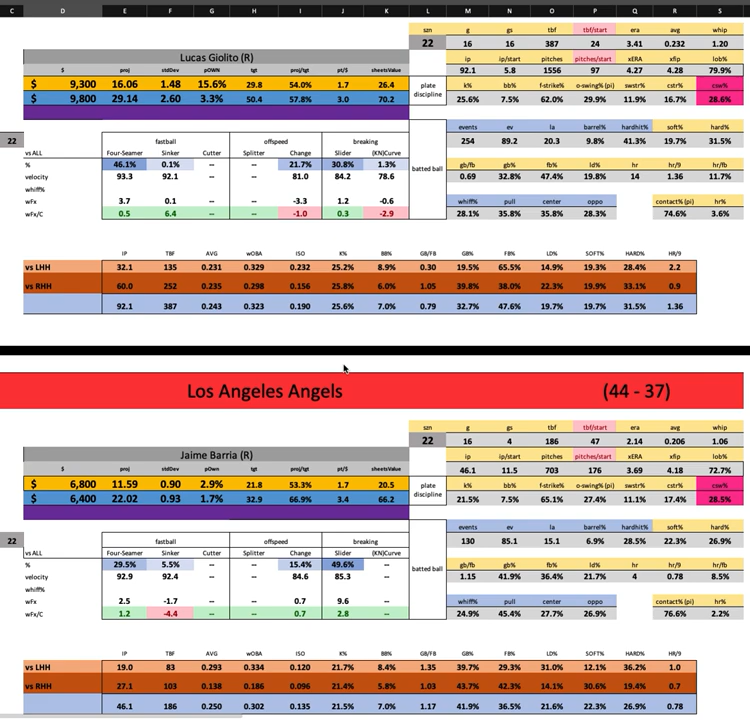 C D E F G H I J K L M N O P Q R S
szn g gs tbf tbf/start era avg whip
22 16 16 387 24 3.41 0.232 1.20
Lucas Giolito (R) ip ip/start pitches pitches/start xERA xfip lob%
$ proj stdDev pOWN tgt proj/tgt pt/$ sheetsValue 92.1 5.8 1556 97 4.27 4.28 79.9%
$ 9,300 16.06 1.48 15.6% 29.8 54.0% 1.7 26.4 plate discipline k% bb% f-strike% o-swing% (pi) swstr% cstr% csw%
$ 9,800 29.14 2.60 3.3% 50.4 57.8% 3.0 70.2 25.6% 7.5% 62.0% 29.9% 11.9% 16.7% 28.6%
events ev la barrel% hardhit% soft% hard%
22 fastball offspeed breaking 254 89.2 20.3 9.8% 41.3% 19.7% 31.5%
vs ALL Four-Seamer Sinker Cutter Splitter Change Slider (KN)Curve
% 46.1% 0.1% -- -- 21.7% 30.8% 1.3% batted ball gb/fb gb% fb% ld% hr hr/9 hr/fb
velocity 93.3 92.1 -- -- 81.0 84.2 78.6 0.69 32.8% 47.4% 19.8% 14 1.36 11.7%
whiff%
wFx 3.7 0.1 -3.3 1.2 -0.6 whiff% pull center oppo contact% (pi) hr%
wFx/C 0.5 6.4 -- -- -1.0 0.3 -2.9 28.1% 35.8% 35.8% 28.3% 74.6% 3.6%
IP TBF AVG wOBA ISO K% BB% GB/FB GB% FB% LD% SOFT% HARD% HR/9
vs LHH 32.1 135 0.231 0.329 0.232 25.2% 8.9% 0.30 19.5% 65.5% 14.9% 19.3% 28.4% 2.2
vs RHH 60.0 252 0.235 0.298 0.156 25.8% 6.0% 1.05 39.8% 38.0% 22.3% 19.9% 33.1% 0.9
92.1 387 0.243 0.323 0.190 25.6% 7.0% 0.79 32.7% 47.6% 19.7% 19.7% 31.5% 1.36
Los Angeles Angels (44 - 37)
szn g gs tbf tbf/start era avg whip
22 16 4 186 47 2.14 0.206 1.06
Jaime Barria (R) ip ip/start pitches pitches/start xERA xfip lob%
$ proj stdDev pOwn tgt proj/tgt pt/$ sheetsValue 46.1 11.5 703 176 3.69 4.18 72.7%
$ 6,800 11.59 0.90 2.9% 21.8 53.3% 1.7 20.5 plate discipline k% bb% f-strike% o-swing% (pi) swstr% cstr% csw%
$ 6,400 22.02 0.93 1.7% 32.9 66.9% 3.4 66.2 21.5% 7.5% 65.1% 27.4% 11.1% 17.4% 28.5%
events ev la barrel% hardhit% soft% hard%
22 fastball offspeed breaking 130 85.1 15.1 6.9% 28.5% 22.3% 26.9%
vs ALL Four-Seamer Sinker Cutter Splitter Change Slider (KN)Curve
% 29.5% 5.5% -- -- 15.4% 49.6% -- batted ball gb/fb gb% fb% ld% hr hr/9 hr/fb
velocity 92.9 92.4 -- -- 84.6 85.3 -- 1.15 41.9% 36.4% 21.7% 4 0.78 8.5%
whiff%
wFx 2.5 -1.7 0.7 9.6 whiff% pull center oppo contact% (pi) hr%
wFx/C 1.2 -4.4 -- -- 0.7 2.8 -- 24.9% 45.4% 27.7% 26.9% 76.6% 2.2%
IP TBF AVG wOBA ISO K% BB% GB/FB GB% FB% LD% SOFT% HARD% HR/9
vs LHH 19.0 83 0.293 0.334 0.120 21.7% 8.4% 1.35 39.7% 29.3% 31.0% 12.1% 36.2% 1.0
vs RHH 27.1 103 0.138 0.186 0.096 21.4% 5.8% 1.03 43.7% 42.3% 14.1% 30.6% 19.4% 0.7
46.1 186 0.250 0.302 0.135 21.5% 7.0% 1.17 41.9% 36.5% 21.6% 22.3% 26.9% 0.78